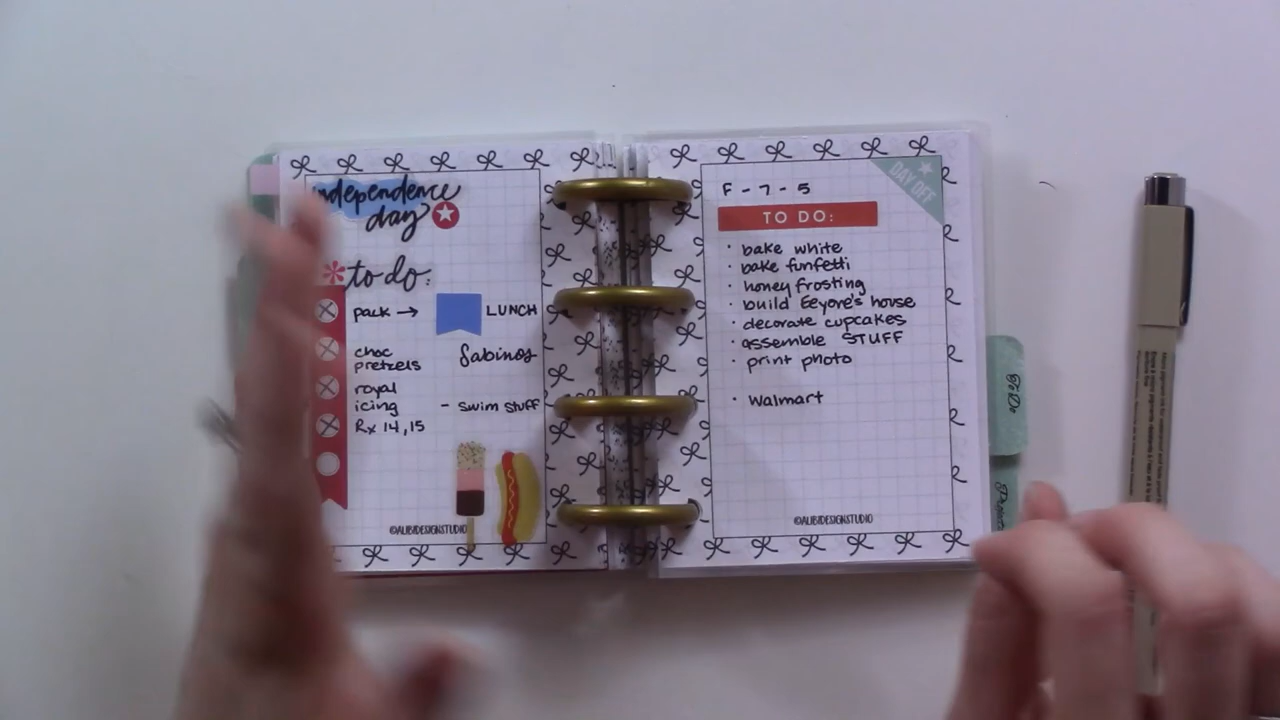 independence
day
to do:
pack → LUNCH
choc
pretzels
Sabinos
royal
icing
- swim stuff
Rx 14, 15
©ALIBIDESIGNSTUDIO
F - 7 - 5
DAY OFF
TO DO:
· bake white
· bake funfetti
· honey frosting
· build Eeyore's house
· decorate cupcakes
· assemble STUFF
· print photo
· Walmart
©ALIBIDESIGNSTUDIO
To Do